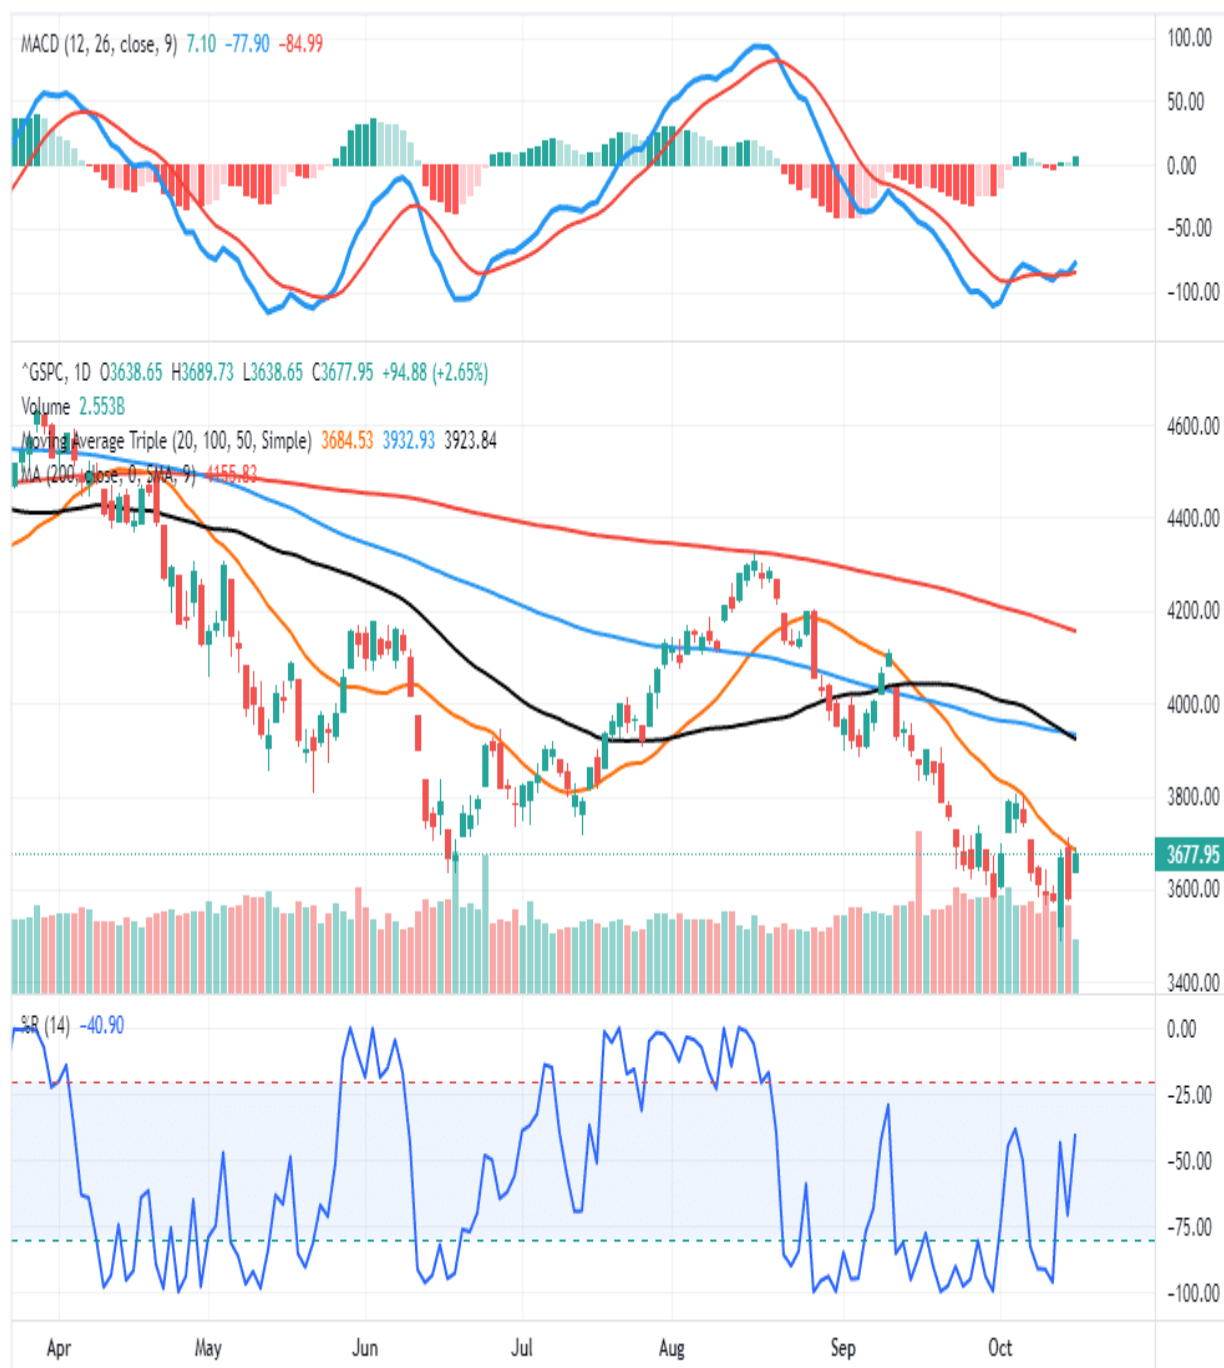 MACD (12, 26, close, 9) 7.10 −77.90 −84.99
100.00
50.00
0.00
−50.00
−100.00
^GSPC, 1D O3638.65 H3689.73 L3638.65 C3677.95 +94.88 (+2.65%)
Volume 2.553B
Moving Average Triple (20, 100, 50, Simple) 3684.53 3932.93 3923.84
MA (200, close, 0, SMA, 9) 4155.83
4600.00
4400.00
4200.00
4000.00
3800.00
3677.95
3600.00
3400.00
%R (14) −40.90
0.00
−25.00
−50.00
−75.00
−100.00
Apr May Jun Jul Aug Sep Oct